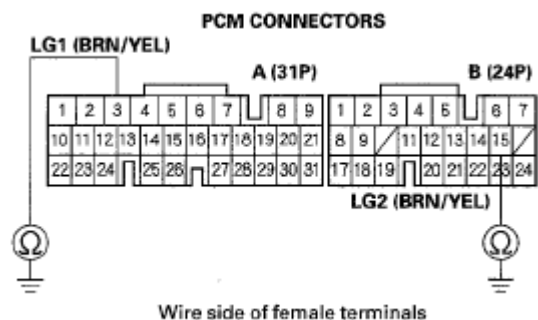 PCM CONNECTORS
LG1 (BRN/YEL)
A (31P) B (24P)
1 2 3 4 5 6 7 8 9 1 2 3 4 5 6 7
10 11 12 13 14 15 16 17 18 19 20 21 8 9 11 12 13 14 15
22 23 24 25 26 27 28 29 30 31 17 18 19 20 21 22 23 24
LG2 (BRN/YEL)
Ω Ω
Wire side of female terminals